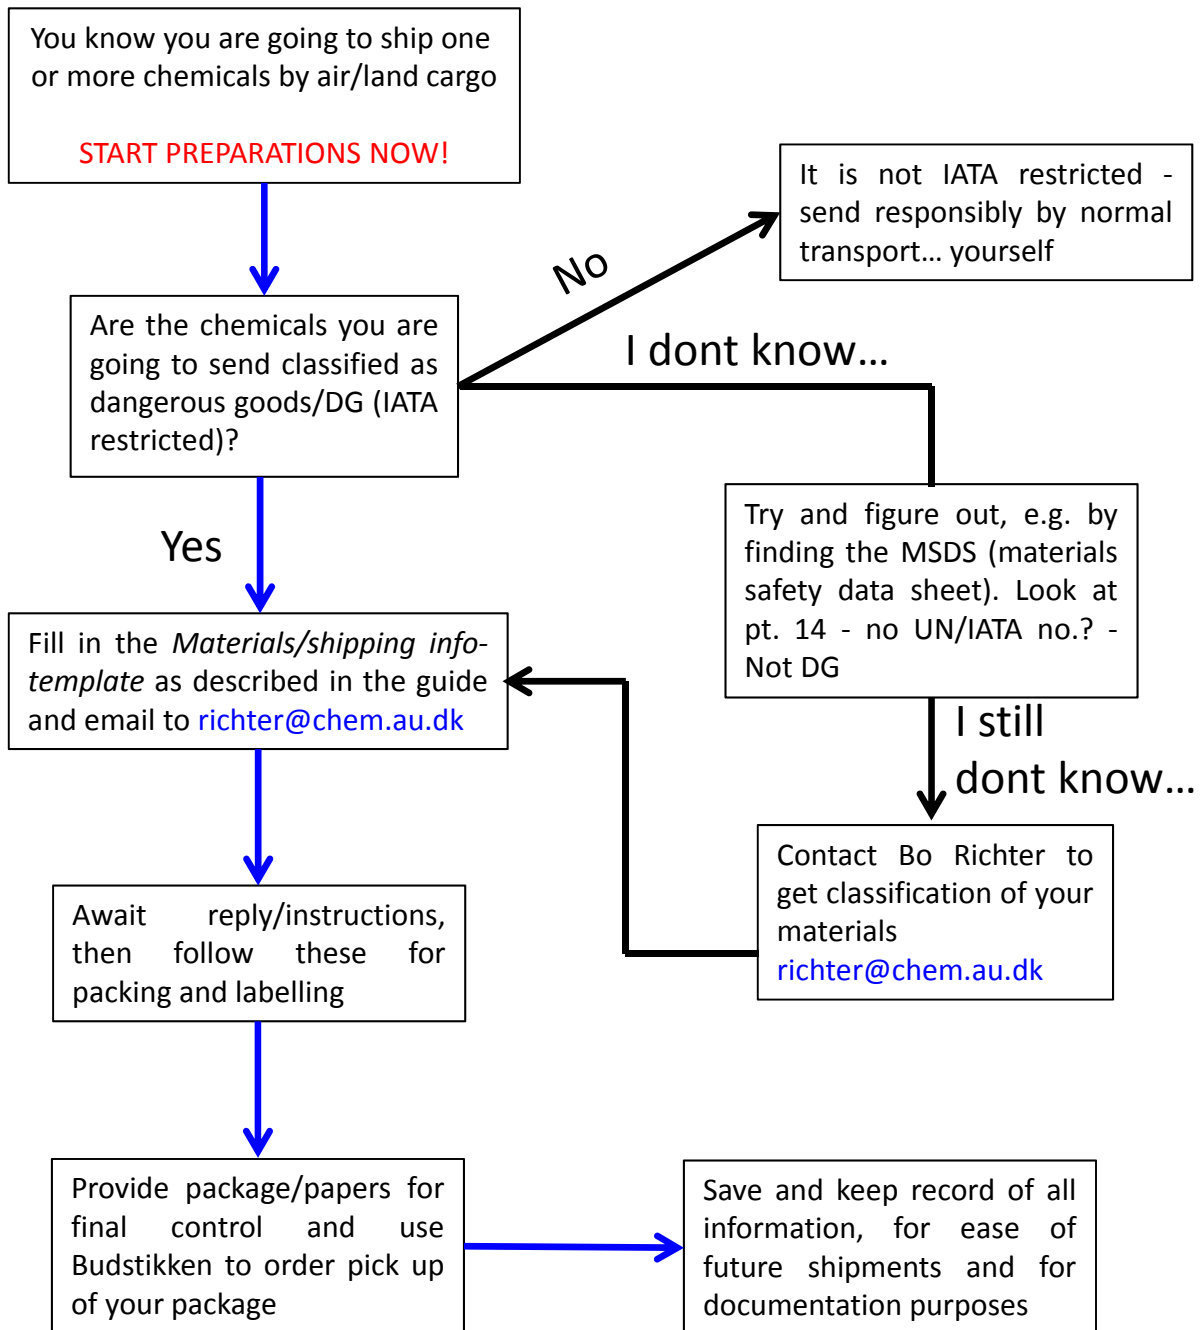 You know you are going to ship one
or more chemicals by air/land cargo
START PREPARATIONS NOW!
It is not IATA restricted -
send responsibly by normal
transport... yourself
No
I dont know...
Are the chemicals you are
going to send classified as
dangerous goods/DG (IATA
restricted)?
Yes
Try and figure out, e.g. by
finding the MSDS (materials
safety data sheet). Look at
pt. 14 - no UN/IATA no.? -
Not DG
Fill in the Materials/shipping info-
template as described in the guide
and email to richter@chem.au.dk
I still
dont know...
Contact Bo Richter to
get classification of your
materials
richter@chem.au.dk
Await reply/instructions,
then follow these for
packing and labelling
Provide package/papers for
final control and use
Budstikken to order pick up
of your package
Save and keep record of all
information, for ease of
future shipments and for
documentation purposes